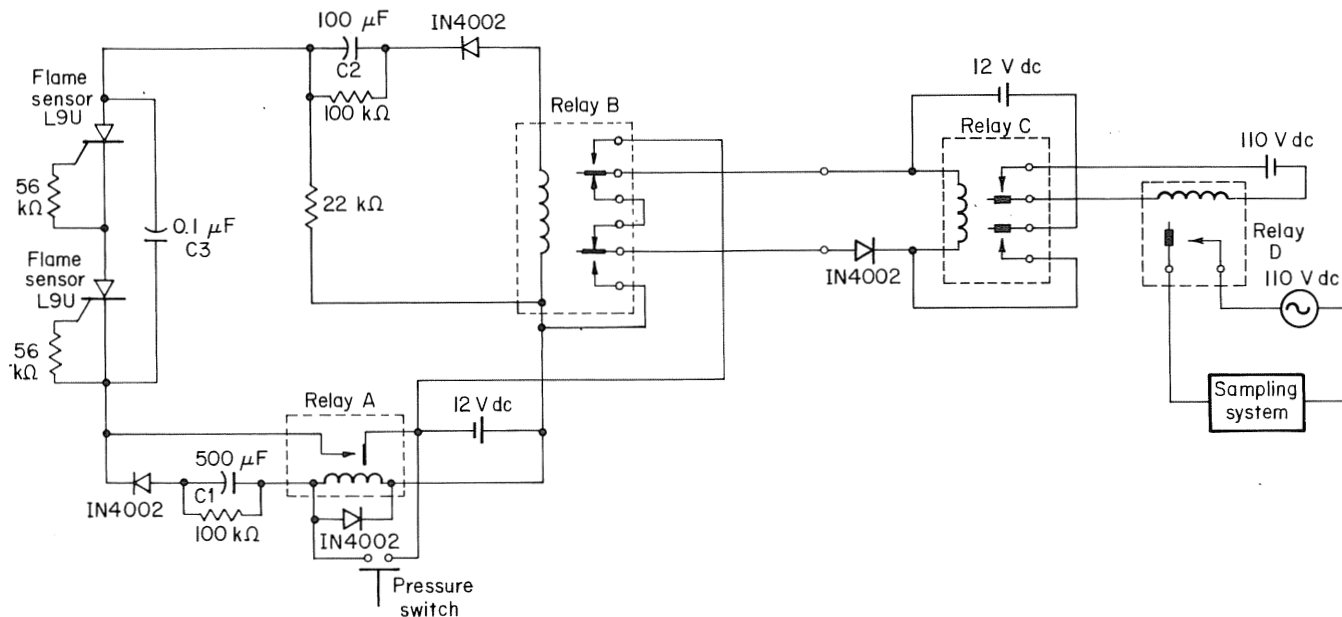 100 µF
C2
IN4002
100 kΩ
Flame
sensor
L9U
56
kΩ
0.1 µF
C3
22 kΩ
Flame
sensor
L9U
56
kΩ
Relay B
12 V dc
Relay C
IN4002
110 V dc
Relay
D
110 V dc
Sampling
system
Relay A
12 V dc
500 µF
C1
IN4002
100 kΩ
IN4002
Pressure
switch